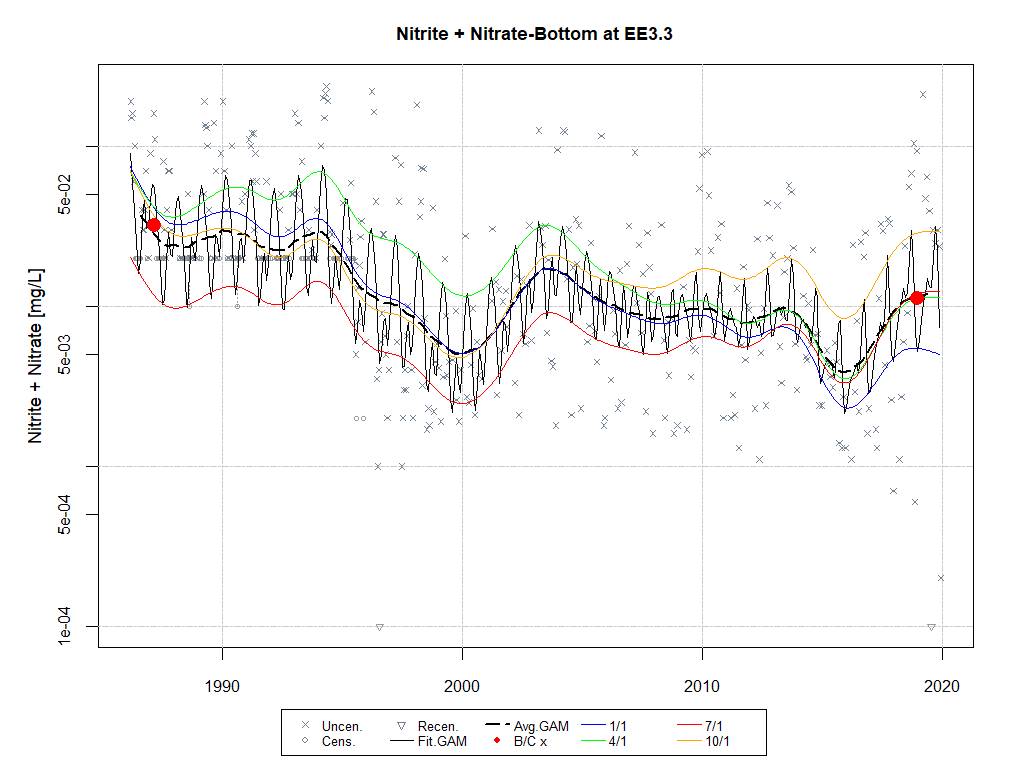 Nitrite + Nitrate-Bottom at EE3.3
Nitrite + Nitrate [mg/L]
5e-02
5e-03
5e-04
1e-04
1990 2000 2010 2020
Uncen. Recen. Avg.GAM 1/1 7/1
Cens. Fit.GAM B/C x 4/1 10/1